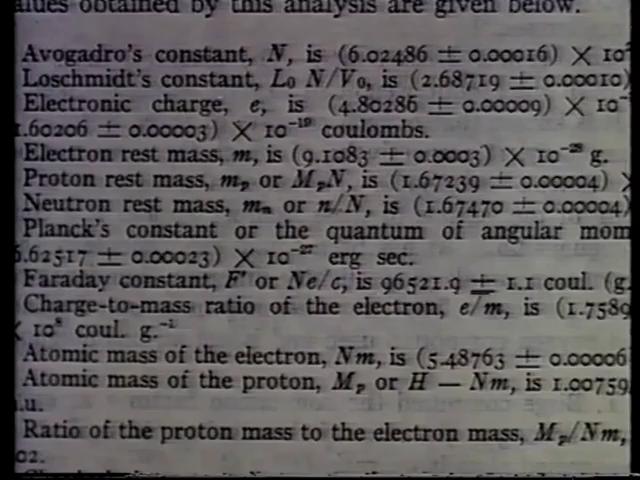 alues obtained by this analysis are given below.
Avogadro's constant, N, is (6.02486 ± 0.00016) × 10
Loschmidt's constant, L₀ N/V₀, is (2.68719 ± 0.00010)
Electronic charge, e, is (4.80286 ± 0.00009) × 10⁻
1.60206 ± 0.00003) × 10⁻¹⁹ coulombs.
Electron rest mass, m, is (9.1083 ± 0.0003) × 10⁻²⁸ g.
Proton rest mass, mₚ or MₚN, is (1.67239 ± 0.00004) ×
Neutron rest mass, mₙ or n/N, is (1.67470 ± 0.00004)
Planck's constant or the quantum of angular mom
6.62517 ± 0.00023) × 10⁻²⁷ erg sec.
Faraday constant, F' or Ne/c, is 96521.9 ± 1.1 coul. (g.
Charge-to-mass ratio of the electron, e/m, is (1.7589
× 10⁸ coul. g.⁻¹
Atomic mass of the electron, Nm, is (5.48763 ± 0.00006
Atomic mass of the proton, Mₚ or H — Nm, is 1.00759
.u.
Ratio of the proton mass to the electron mass, Mₚ/Nm,
02.